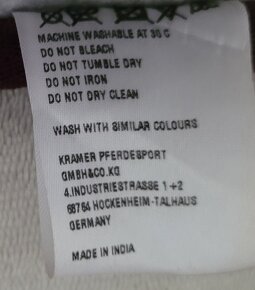 MACHINE WASHABLE AT 30 C
DO NOT BLEACH
DO NOT TUMBLE DRY
DO NOT IRON
DO NOT DRY CLEAN
WASH WITH SIMILAR COLOURS
KRAMER PFERDESPORT
GMBH&CO.KG
4.INDUSTRIESTRASSE 1+2
68764 HOCKENHEIM-TALHAUS
GERMANY
MADE IN INDIA